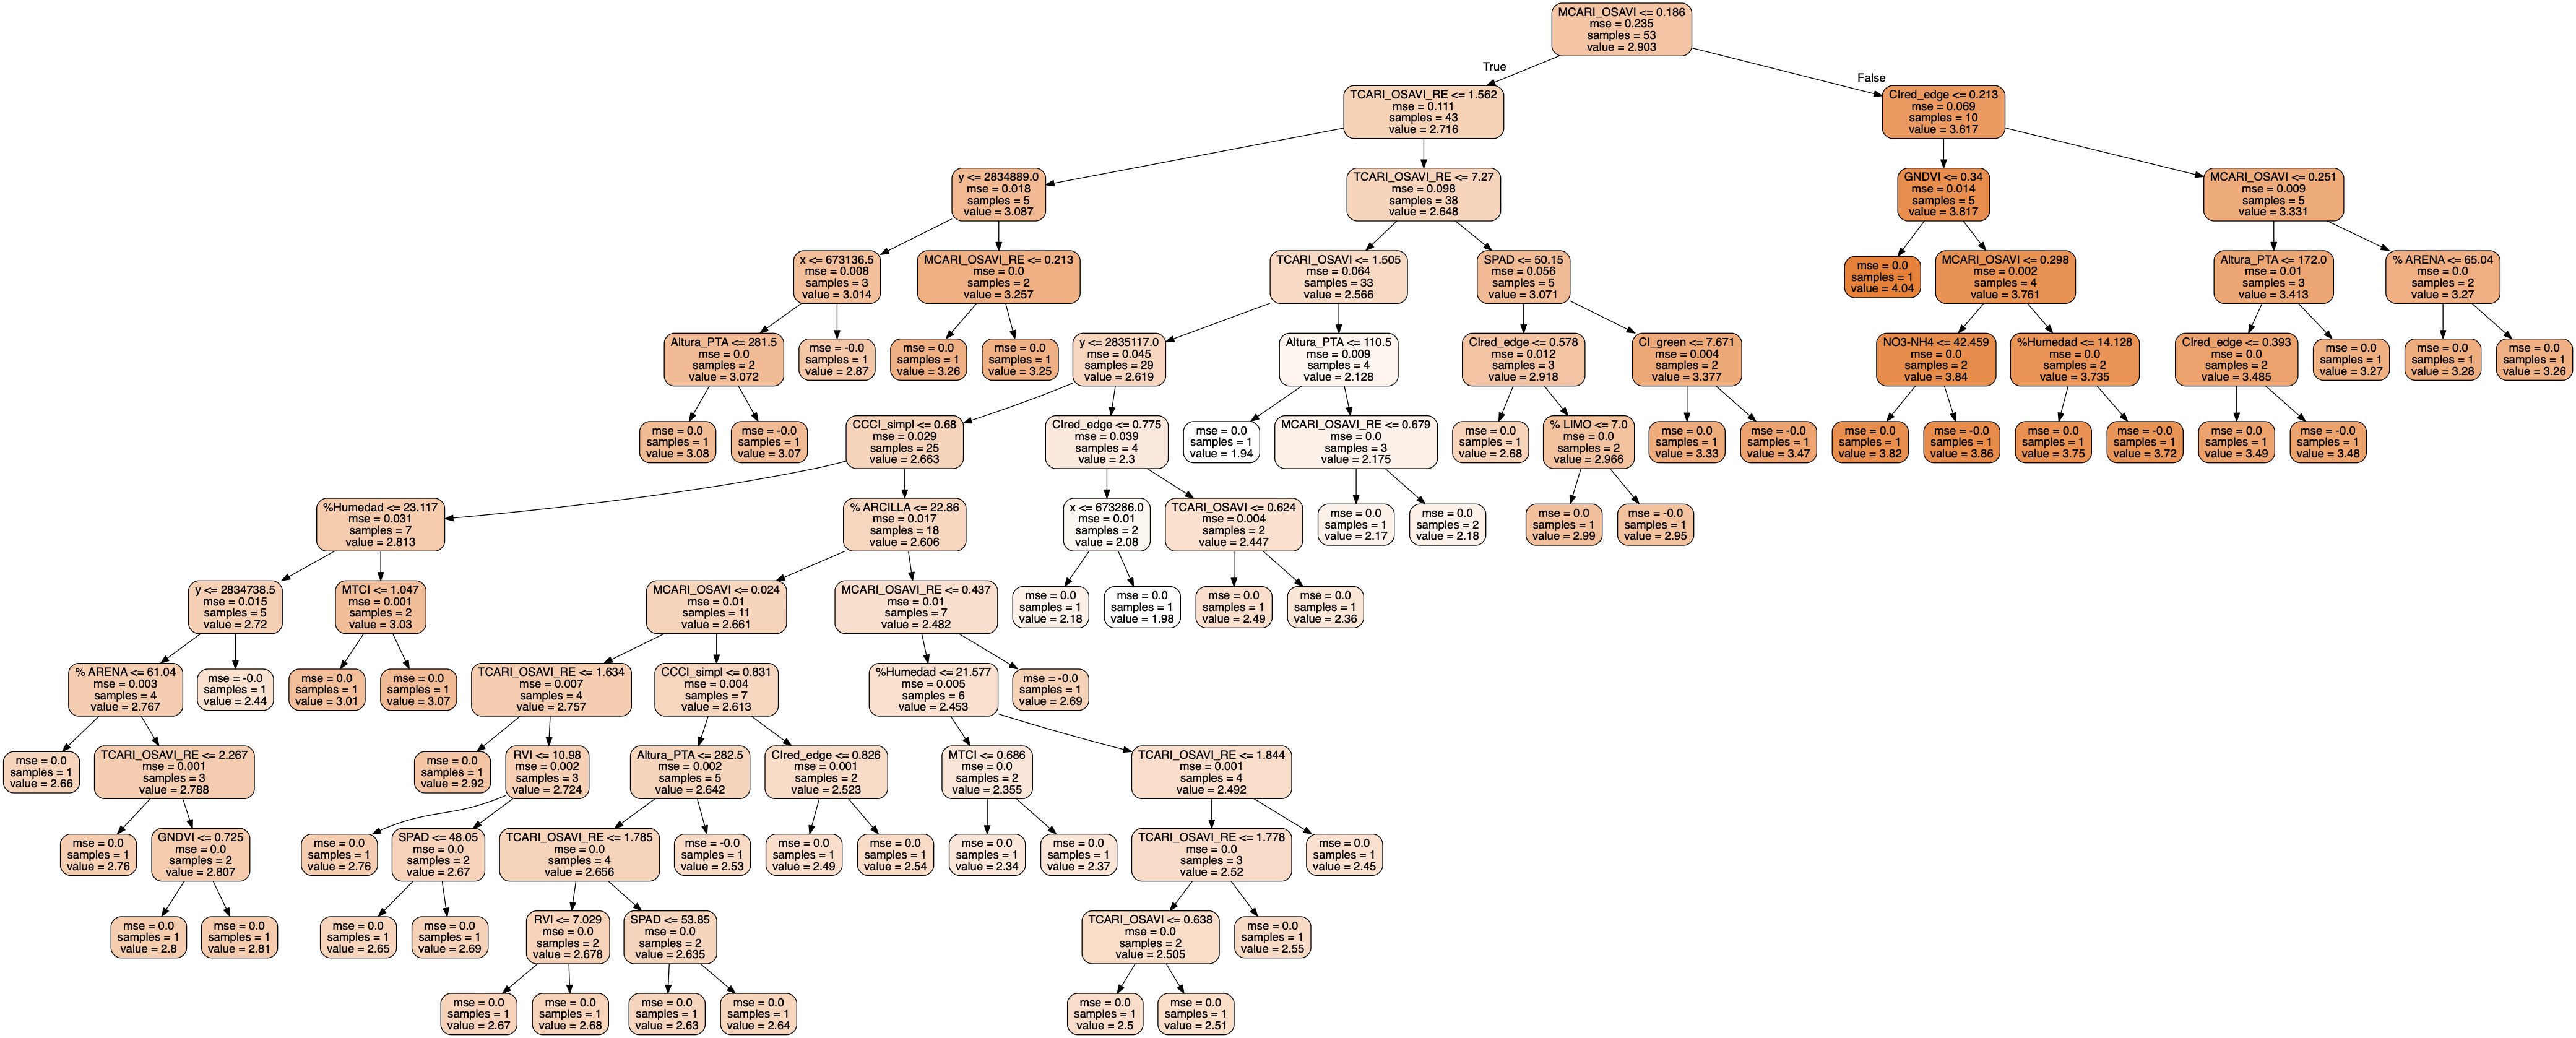 MCARI_OSAVI <= 0.186
mse = 0.235
samples = 53
value = 2.903
True
False
TCARI_OSAVI_RE <= 1.562
mse = 0.111
samples = 43
value = 2.716
CIred_edge <= 0.213
mse = 0.069
samples = 10
value = 3.617
y <= 2834889.0
mse = 0.018
samples = 5
value = 3.087
TCARI_OSAVI_RE <= 7.27
mse = 0.098
samples = 38
value = 2.648
GNDVI <= 0.34
mse = 0.014
samples = 5
value = 3.817
MCARI_OSAVI <= 0.251
mse = 0.009
samples = 5
value = 3.331
x <= 673136.5
mse = 0.008
samples = 3
value = 3.014
MCARI_OSAVI_RE <= 0.213
mse = 0.0
samples = 2
value = 3.257
TCARI_OSAVI <= 1.505
mse = 0.064
samples = 33
value = 2.566
SPAD <= 50.15
mse = 0.056
samples = 5
value = 3.071
mse = 0.0
samples = 1
value = 4.04
MCARI_OSAVI <= 0.298
mse = 0.002
samples = 4
value = 3.761
Altura_PTA <= 172.0
mse = 0.01
samples = 3
value = 3.413
% ARENA <= 65.04
mse = 0.0
samples = 2
value = 3.27
Altura_PTA <= 281.5
mse = 0.0
samples = 2
value = 3.072
mse = -0.0
samples = 1
value = 2.87
mse = 0.0
samples = 1
value = 3.26
mse = 0.0
samples = 1
value = 3.25
y <= 2835117.0
mse = 0.045
samples = 29
value = 2.619
Altura_PTA <= 110.5
mse = 0.009
samples = 4
value = 2.128
CIred_edge <= 0.578
mse = 0.012
samples = 3
value = 2.918
CI_green <= 7.671
mse = 0.004
samples = 2
value = 3.377
NO3-NH4 <= 42.459
mse = 0.0
samples = 2
value = 3.84
%Humedad <= 14.128
mse = 0.0
samples = 2
value = 3.735
CIred_edge <= 0.393
mse = 0.0
samples = 2
value = 3.485
mse = 0.0
samples = 1
value = 3.27
mse = 0.0
samples = 1
value = 3.28
mse = 0.0
samples = 1
value = 3.26
mse = 0.0
samples = 1
value = 3.08
mse = -0.0
samples = 1
value = 3.07
CCCI_simpl <= 0.68
mse = 0.029
samples = 25
value = 2.663
CIred_edge <= 0.775
mse = 0.039
samples = 4
value = 2.3
mse = 0.0
samples = 1
value = 1.94
MCARI_OSAVI_RE <= 0.679
mse = 0.0
samples = 3
value = 2.175
mse = 0.0
samples = 1
value = 2.68
% LIMO <= 7.0
mse = 0.0
samples = 2
value = 2.966
mse = 0.0
samples = 1
value = 3.33
mse = -0.0
samples = 1
value = 3.47
mse = 0.0
samples = 1
value = 3.82
mse = -0.0
samples = 1
value = 3.86
mse = 0.0
samples = 1
value = 3.75
mse = -0.0
samples = 1
value = 3.72
mse = 0.0
samples = 1
value = 3.49
mse = -0.0
samples = 1
value = 3.48
%Humedad <= 23.117
mse = 0.031
samples = 7
value = 2.813
% ARCILLA <= 22.86
mse = 0.017
samples = 18
value = 2.606
x <= 673286.0
mse = 0.01
samples = 2
value = 2.08
TCARI_OSAVI <= 0.624
mse = 0.004
samples = 2
value = 2.447
mse = 0.0
samples = 1
value = 2.17
mse = 0.0
samples = 2
value = 2.18
mse = 0.0
samples = 1
value = 2.99
mse = -0.0
samples = 1
value = 2.95
y <= 2834738.5
mse = 0.015
samples = 5
value = 2.72
MTCI <= 1.047
mse = 0.001
samples = 2
value = 3.03
MCARI_OSAVI <= 0.024
mse = 0.01
samples = 11
value = 2.661
MCARI_OSAVI_RE <= 0.437
mse = 0.01
samples = 7
value = 2.482
mse = 0.0
samples = 1
value = 2.18
mse = 0.0
samples = 1
value = 1.98
mse = 0.0
samples = 1
value = 2.49
mse = 0.0
samples = 1
value = 2.36
% ARENA <= 61.04
mse = 0.003
samples = 4
value = 2.767
mse = -0.0
samples = 1
value = 2.44
mse = 0.0
samples = 1
value = 3.01
mse = 0.0
samples = 1
value = 3.07
TCARI_OSAVI_RE <= 1.634
mse = 0.007
samples = 4
value = 2.757
CCCI_simpl <= 0.831
mse = 0.004
samples = 7
value = 2.613
%Humedad <= 21.577
mse = 0.005
samples = 6
value = 2.453
mse = -0.0
samples = 1
value = 2.69
mse = 0.0
samples = 1
value = 2.66
TCARI_OSAVI_RE <= 2.267
mse = 0.001
samples = 3
value = 2.788
mse = 0.0
samples = 1
value = 2.92
RVI <= 10.98
mse = 0.002
samples = 3
value = 2.724
Altura_PTA <= 282.5
mse = 0.002
samples = 5
value = 2.642
CIred_edge <= 0.826
mse = 0.001
samples = 2
value = 2.523
MTCI <= 0.686
mse = 0.0
samples = 2
value = 2.355
TCARI_OSAVI_RE <= 1.844
mse = 0.001
samples = 4
value = 2.492
mse = 0.0
samples = 1
value = 2.76
GNDVI <= 0.725
mse = 0.0
samples = 2
value = 2.807
mse = 0.0
samples = 1
value = 2.76
SPAD <= 48.05
mse = 0.0
samples = 2
value = 2.67
TCARI_OSAVI_RE <= 1.785
mse = 0.0
samples = 4
value = 2.656
mse = -0.0
samples = 1
value = 2.53
mse = 0.0
samples = 1
value = 2.49
mse = 0.0
samples = 1
value = 2.54
mse = 0.0
samples = 1
value = 2.34
mse = 0.0
samples = 1
value = 2.37
TCARI_OSAVI_RE <= 1.778
mse = 0.0
samples = 3
value = 2.52
mse = 0.0
samples = 1
value = 2.45
mse = 0.0
samples = 1
value = 2.8
mse = 0.0
samples = 1
value = 2.81
mse = 0.0
samples = 1
value = 2.65
mse = 0.0
samples = 1
value = 2.69
RVI <= 7.029
mse = 0.0
samples = 2
value = 2.678
SPAD <= 53.85
mse = 0.0
samples = 2
value = 2.635
TCARI_OSAVI <= 0.638
mse = 0.0
samples = 2
value = 2.505
mse = 0.0
samples = 1
value = 2.55
mse = 0.0
samples = 1
value = 2.67
mse = 0.0
samples = 1
value = 2.68
mse = 0.0
samples = 1
value = 2.63
mse = 0.0
samples = 1
value = 2.64
mse = 0.0
samples = 1
value = 2.5
mse = 0.0
samples = 1
value = 2.51